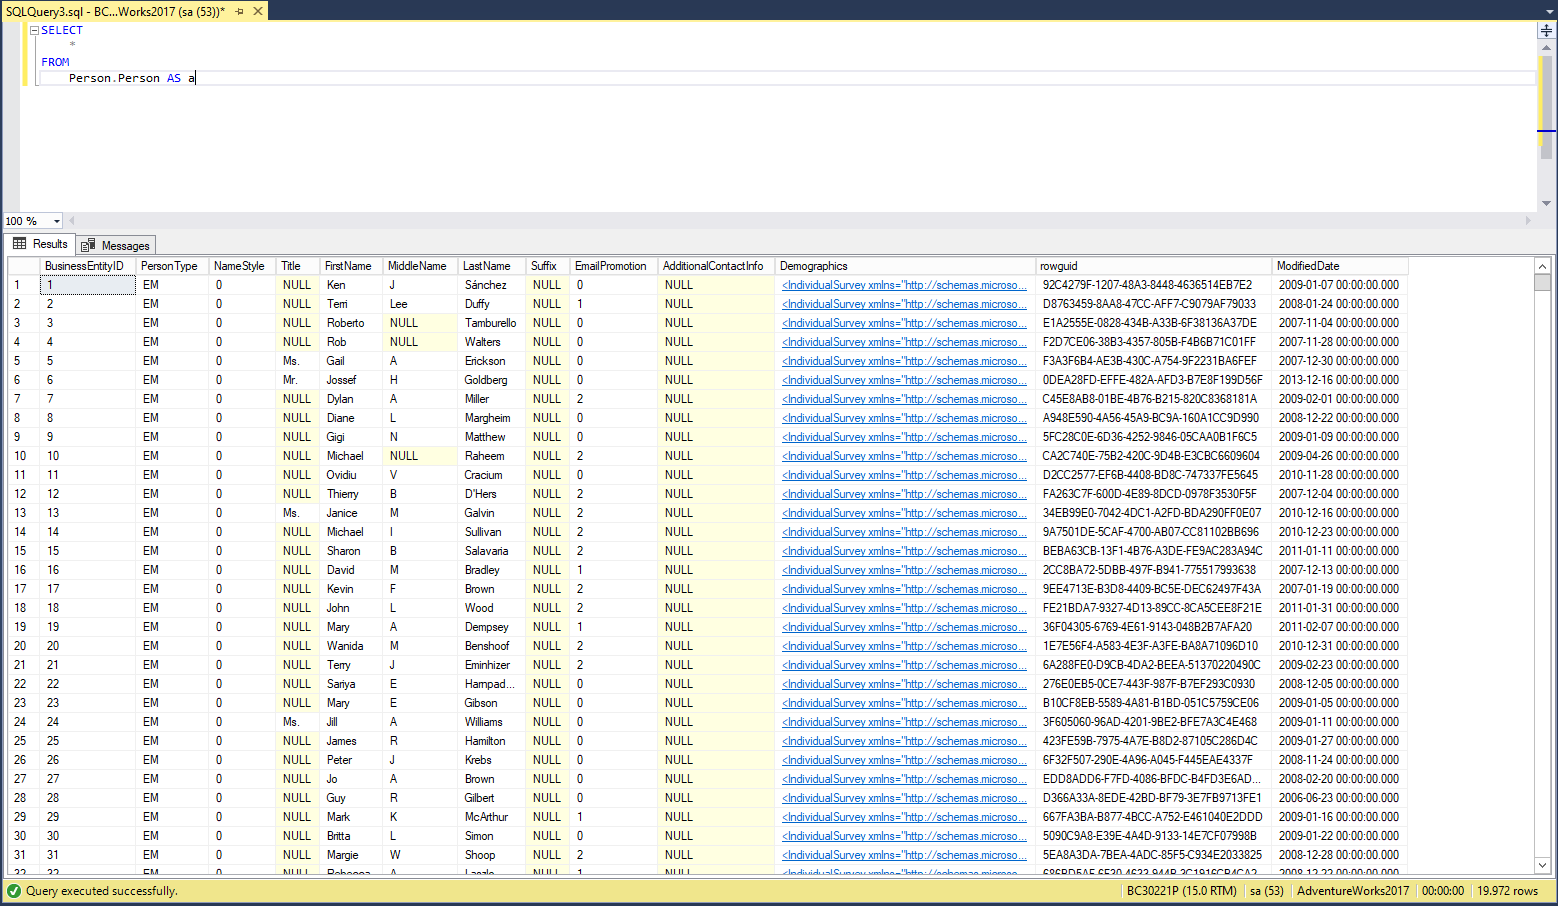 SQLQuery3.sql - BC...Works2017 (sa (53))*
SELECT
*
FROM
Person.Person AS a
100 %
Results Messages
BusinessEntityID PersonType NameStyle Title FirstName MiddleName LastName Suffix EmailPromotion AdditionalContactInfo Demographics rowguid ModifiedDate
1 1 EM 0 NULL Ken J Sánchez NULL 0 NULL <IndividualSurvey xmlns="http://schemas.microso... 92C4279F-1207-48A3-8448-4636514EB7E2 2009-01-07 00:00:00.000
2 2 EM 0 NULL Terri Lee Duffy NULL 1 NULL <IndividualSurvey xmlns="http://schemas.microso... D8763459-8AA8-47CC-AFF7-C9079AF79033 2008-01-24 00:00:00.000
3 3 EM 0 NULL Roberto NULL Tamburello NULL 0 NULL <IndividualSurvey xmlns="http://schemas.microso... E1A2555E-0828-434B-A33B-6F38136A37DE 2007-11-04 00:00:00.000
4 4 EM 0 NULL Rob NULL Walters NULL 0 NULL <IndividualSurvey xmlns="http://schemas.microso... F2D7CE06-38B3-4357-805B-F4B6B71C01FF 2007-11-28 00:00:00.000
5 5 EM 0 Ms. Gail A Erickson NULL 0 NULL <IndividualSurvey xmlns="http://schemas.microso... F3A3F6B4-AE3B-430C-A754-9F2231BA6FEF 2007-12-30 00:00:00.000
6 6 EM 0 Mr. Jossef H Goldberg NULL 0 NULL <IndividualSurvey xmlns="http://schemas.microso... 0DEA28FD-EFFE-482A-AFD3-B7E8F199D56F 2013-12-16 00:00:00.000
7 7 EM 0 NULL Dylan A Miller NULL 2 NULL <IndividualSurvey xmlns="http://schemas.microso... C45E8AB8-01BE-4B76-B215-820C8368181A 2009-02-01 00:00:00.000
8 8 EM 0 NULL Diane L Margheim NULL 0 NULL <IndividualSurvey xmlns="http://schemas.microso... A948E590-4A56-45A9-BC9A-160A1CC9D990 2008-12-22 00:00:00.000
9 9 EM 0 NULL Gigi N Matthew NULL 0 NULL <IndividualSurvey xmlns="http://schemas.microso... 5FC28C0E-6D36-4252-9846-05CAA0B1F6C5 2009-01-09 00:00:00.000
10 10 EM 0 NULL Michael NULL Raheem NULL 2 NULL <IndividualSurvey xmlns="http://schemas.microso... CA2C740E-75B2-420C-9D4B-E3CBC6609604 2009-04-26 00:00:00.000
11 11 EM 0 NULL Ovidiu V Cracium NULL 0 NULL <IndividualSurvey xmlns="http://schemas.microso... D2CC2577-EF6B-4408-BD8C-747337FE5645 2010-11-28 00:00:00.000
12 12 EM 0 NULL Thierry B D'Hers NULL 2 NULL <IndividualSurvey xmlns="http://schemas.microso... FA263C7F-600D-4E89-8DCD-0978F3530F5F 2007-12-04 00:00:00.000
13 13 EM 0 Ms. Janice M Galvin NULL 2 NULL <IndividualSurvey xmlns="http://schemas.microso... 34EB99E0-7042-4DC1-A2FD-BDA290FF0E07 2010-12-16 00:00:00.000
14 14 EM 0 NULL Michael I Sullivan NULL 2 NULL <IndividualSurvey xmlns="http://schemas.microso... 9A7501DE-5CAF-4700-AB07-CC81102BB696 2010-12-23 00:00:00.000
15 15 EM 0 NULL Sharon B Salavaria NULL 2 NULL <IndividualSurvey xmlns="http://schemas.microso... BEBA63CB-13F1-4B76-A3DE-FE9AC283A94C 2011-01-11 00:00:00.000
16 16 EM 0 NULL David M Bradley NULL 1 NULL <IndividualSurvey xmlns="http://schemas.microso... 2CC8BA72-5DBB-497F-B941-775517993638 2007-12-13 00:00:00.000
17 17 EM 0 NULL Kevin F Brown NULL 2 NULL <IndividualSurvey xmlns="http://schemas.microso... 9EE4713E-B3D8-4409-BC5E-DEC62497F43A 2007-01-19 00:00:00.000
18 18 EM 0 NULL John L Wood NULL 2 NULL <IndividualSurvey xmlns="http://schemas.microso... FE21BDA7-9327-4D13-89CC-8CA5CEE8F21E 2011-01-31 00:00:00.000
19 19 EM 0 NULL Mary A Dempsey NULL 1 NULL <IndividualSurvey xmlns="http://schemas.microso... 36F04305-6769-4E61-9143-048B2B7AFA20 2011-02-07 00:00:00.000
20 20 EM 0 NULL Wanida M Benshoof NULL 2 NULL <IndividualSurvey xmlns="http://schemas.microso... 1E7E56F4-A583-4E3F-A3FE-BA8A71096D10 2010-12-31 00:00:00.000
21 21 EM 0 NULL Terry J Eminhizer NULL 2 NULL <IndividualSurvey xmlns="http://schemas.microso... 6A288FE0-D9CB-4DA2-BEEA-51370220490C 2009-02-23 00:00:00.000
22 22 EM 0 NULL Sariya E Harnpad... NULL 0 NULL <IndividualSurvey xmlns="http://schemas.microso... 276E0EB5-0CE7-443F-987F-B7EF293C0930 2008-12-05 00:00:00.000
23 23 EM 0 NULL Mary E Gibson NULL 0 NULL <IndividualSurvey xmlns="http://schemas.microso... B10CF8EB-5589-4A81-B1BD-051C5759CE06 2009-01-05 00:00:00.000
24 24 EM 0 Ms. Jill A Williams NULL 0 NULL <IndividualSurvey xmlns="http://schemas.microso... 3F605060-96AD-4201-9BE2-BFE7A3C4E468 2009-01-11 00:00:00.000
25 25 EM 0 NULL James R Hamilton NULL 0 NULL <IndividualSurvey xmlns="http://schemas.microso... 423FE59B-7975-4A7E-B8D2-87105C286D4C 2009-01-27 00:00:00.000
26 26 EM 0 NULL Peter J Krebs NULL 0 NULL <IndividualSurvey xmlns="http://schemas.microso... 6F32F507-290E-4A96-A045-F445EAE4337F 2008-11-24 00:00:00.000
27 27 EM 0 NULL Jo A Brown NULL 0 NULL <IndividualSurvey xmlns="http://schemas.microso... EDD8ADD6-F7FD-4086-BFDC-B4FD3E6AD... 2008-02-20 00:00:00.000
28 28 EM 0 NULL Guy R Gilbert NULL 0 NULL <IndividualSurvey xmlns="http://schemas.microso... D366A33A-8EDE-42BD-BF79-3E7FB9713FE1 2006-06-23 00:00:00.000
29 29 EM 0 NULL Mark K McArthur NULL 1 NULL <IndividualSurvey xmlns="http://schemas.microso... 667FA3BA-B877-4BCC-A752-E461040E2DDD 2009-01-16 00:00:00.000
30 30 EM 0 NULL Britta L Simon NULL 0 NULL <IndividualSurvey xmlns="http://schemas.microso... 5090C9A8-E39E-4A4D-9133-14E7CF07998B 2009-01-22 00:00:00.000
31 31 EM 0 NULL Margie W Shoop NULL 2 NULL <IndividualSurvey xmlns="http://schemas.microso... 5EA8A3DA-7BEA-4ADC-85F5-C934E2033825 2008-12-28 00:00:00.000
Query executed successfully. BC30221P (15.0 RTM) sa (53) AdventureWorks2017 00:00:00 19.972 rows